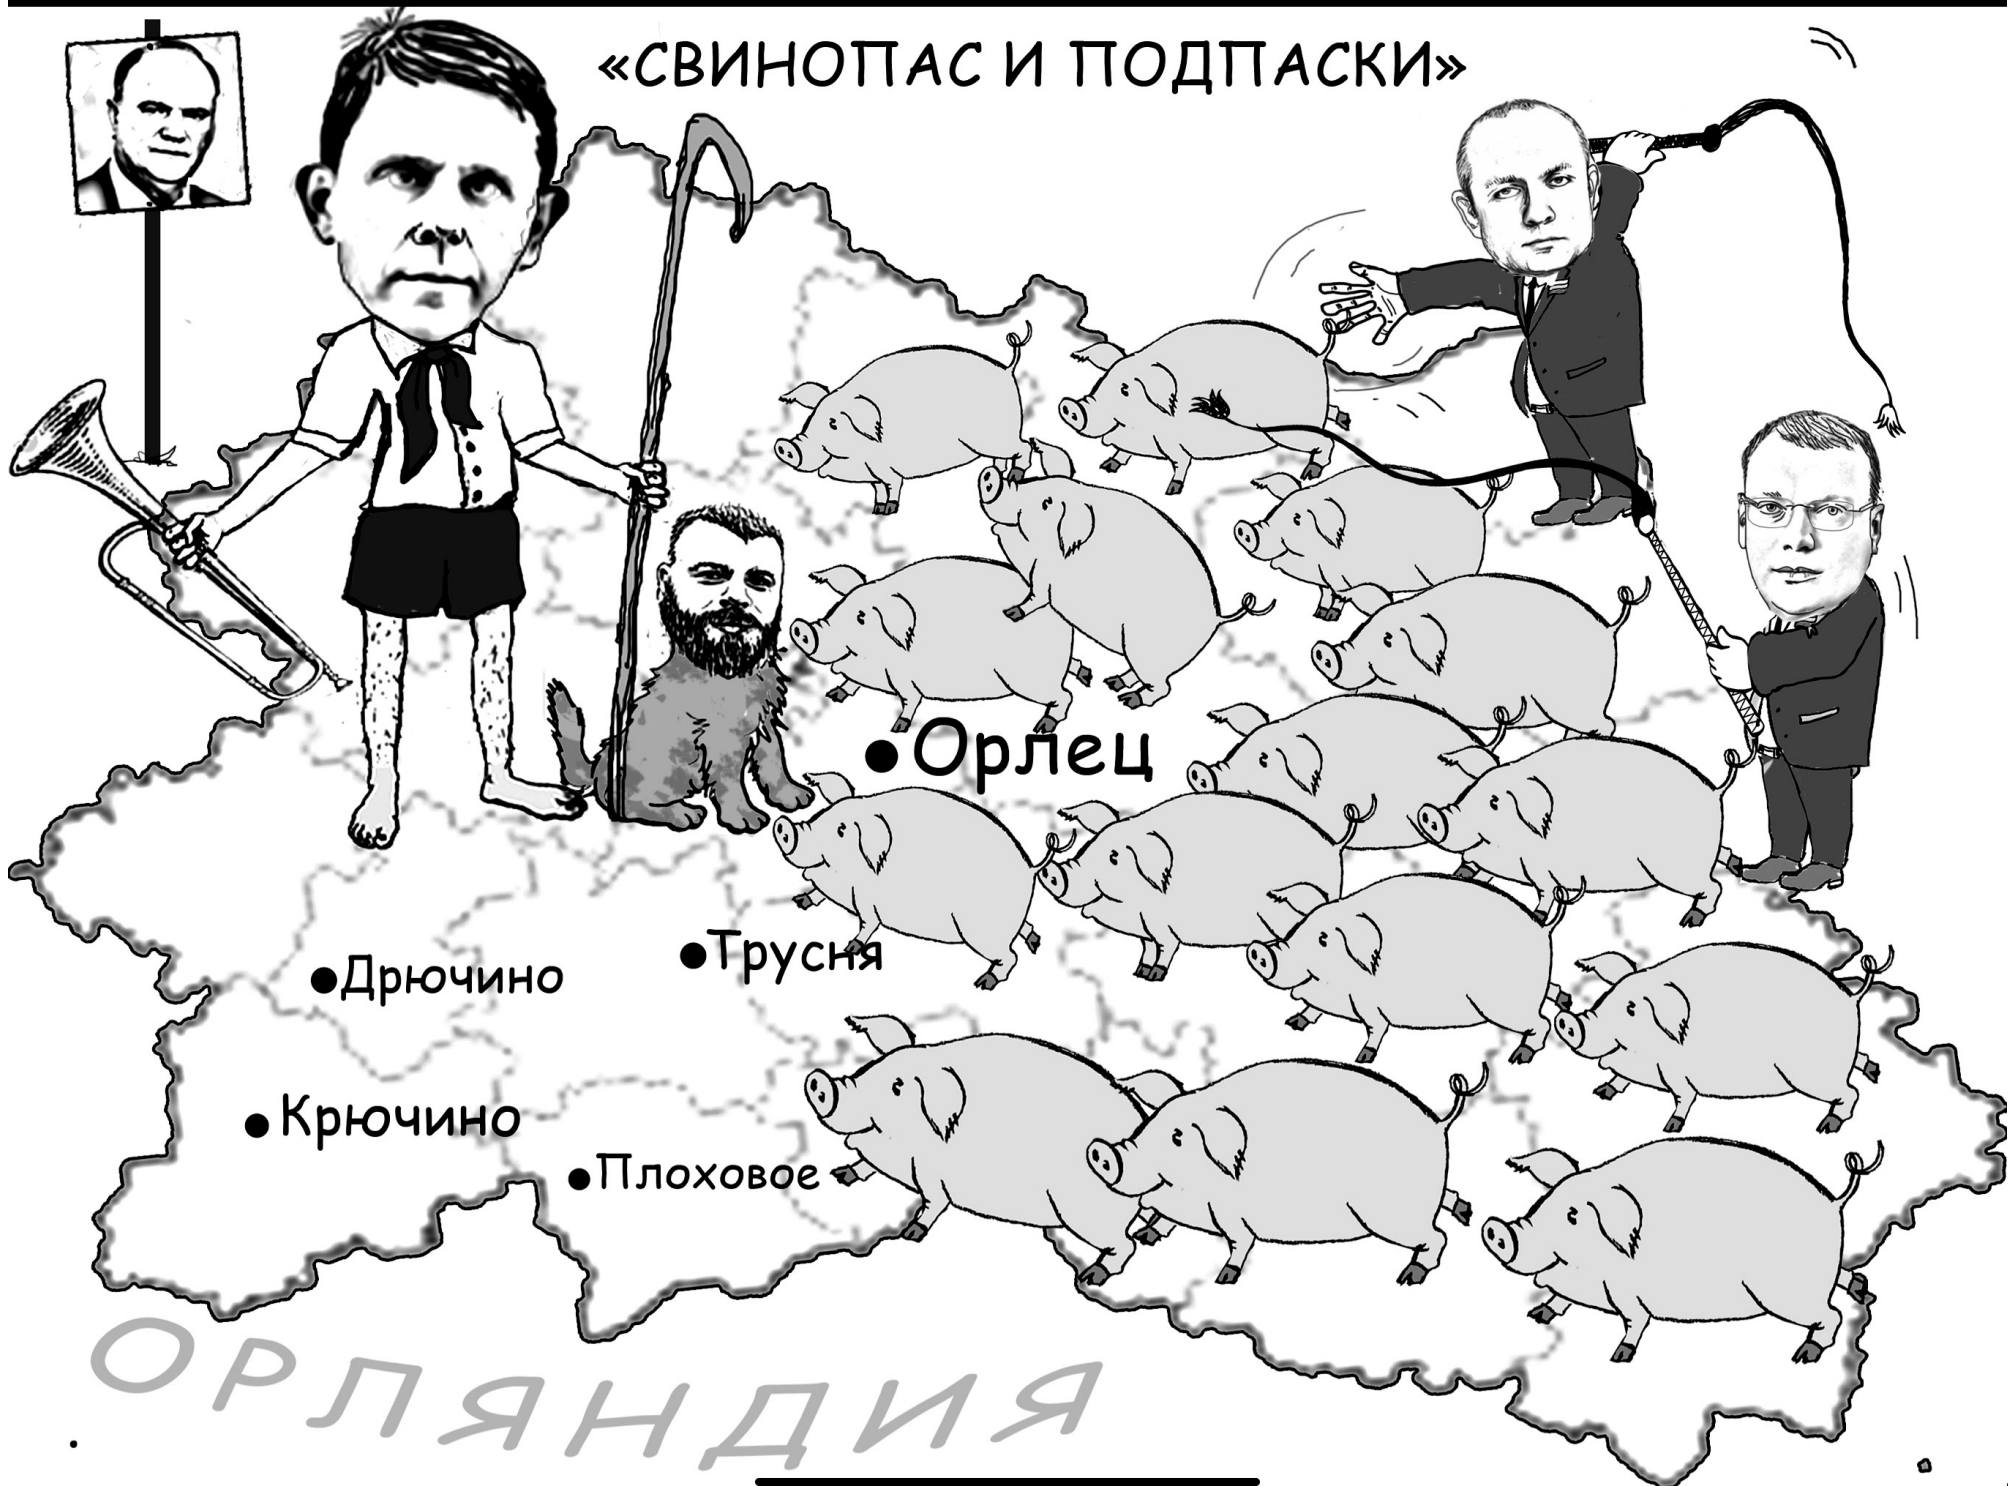 «СВИНОПАС И ПОДПАСКИ»
Орлец
Трусня
Дрючино
Крючино
Плоховое
ОРЛЯНДИЯ